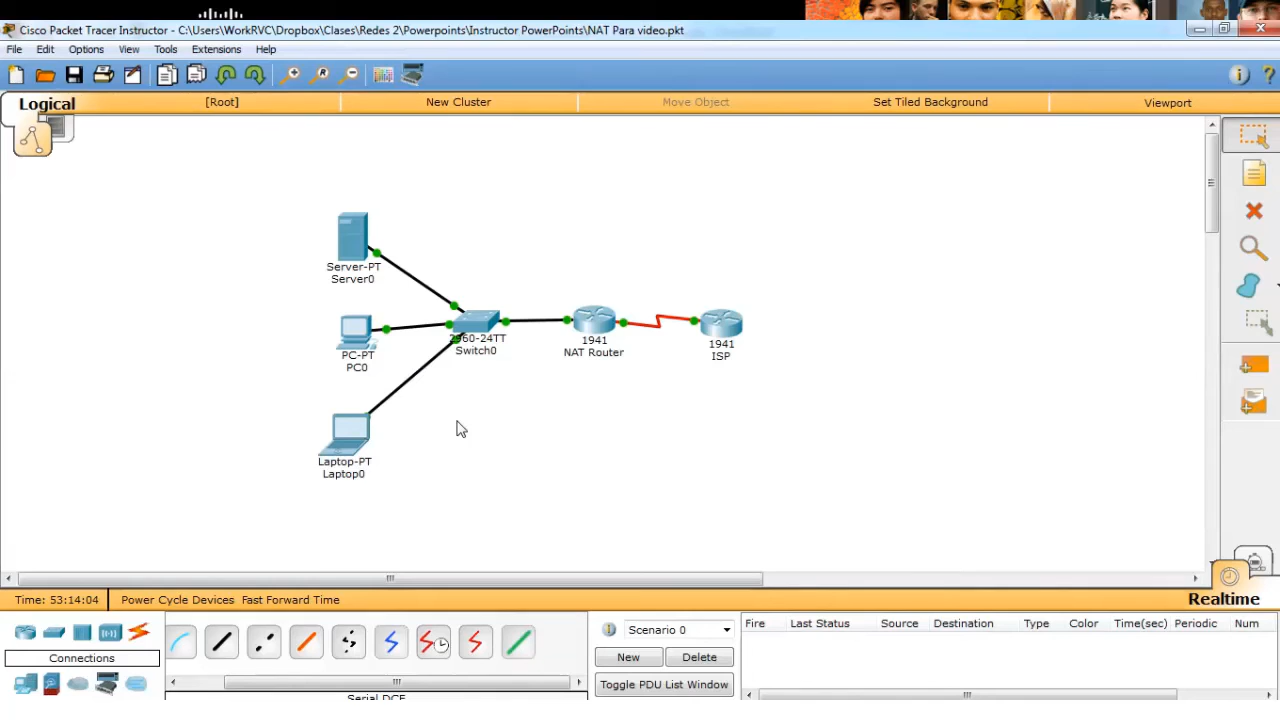 Cisco Packet Tracer Instructor - C:\Users\WorkRVC\Dropbox\Clases\Redes 2\Powerpoints\Instructor PowerPoints\NAT Para video.pkt
File Edit Options View Tools Extensions Help
Logical
[Root]
New Cluster
Move Object
Set Tiled Background
Viewport
Server-PT
Server0
PC-PT
PC0
2960-24TT
Switch0
1941
NAT Router
1941
ISP
Laptop-PT
Laptop0
Time: 53:14:04
Power Cycle Devices Fast Forward Time
Realtime
Connections
Serial DCE
Scenario 0
New
Delete
Toggle PDU List Window
Fire Last Status Source Destination Type Color Time(sec) Periodic Num